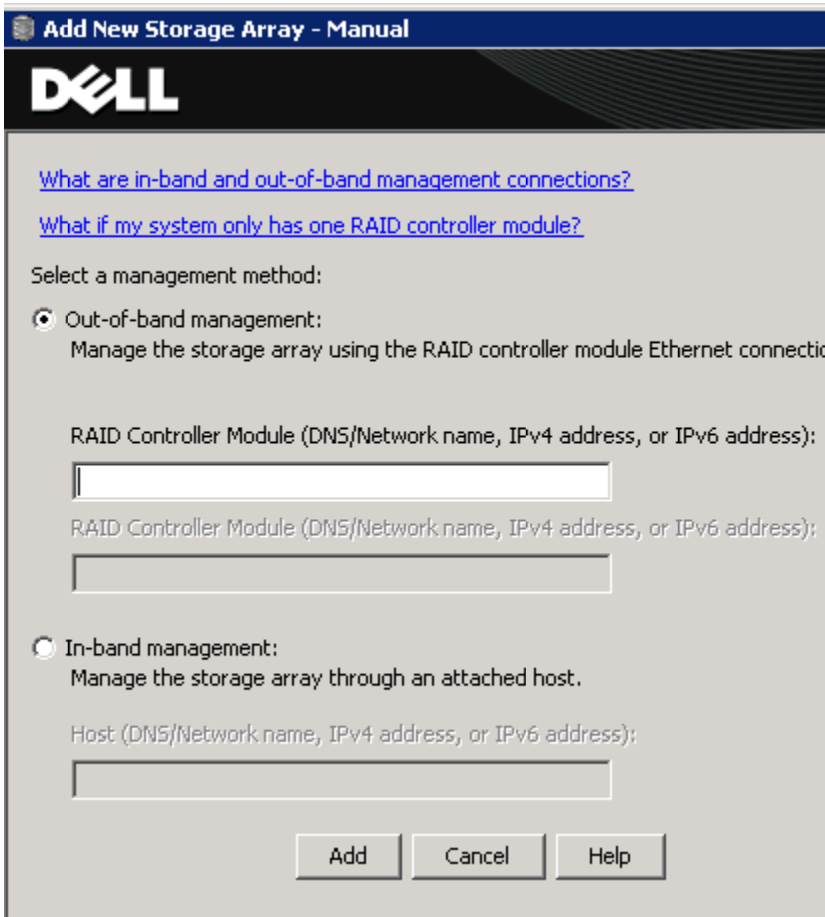 Add New Storage Array - Manual
DELL
What are in-band and out-of-band management connections?
What if my system only has one RAID controller module?
Select a management method:
Out-of-band management:
Manage the storage array using the RAID controller module Ethernet connectio
RAID Controller Module (DNS/Network name, IPv4 address, or IPv6 address):
RAID Controller Module (DNS/Network name, IPv4 address, or IPv6 address):
In-band management:
Manage the storage array through an attached host.
Host (DNS/Network name, IPv4 address, or IPv6 address):
Add Cancel Help